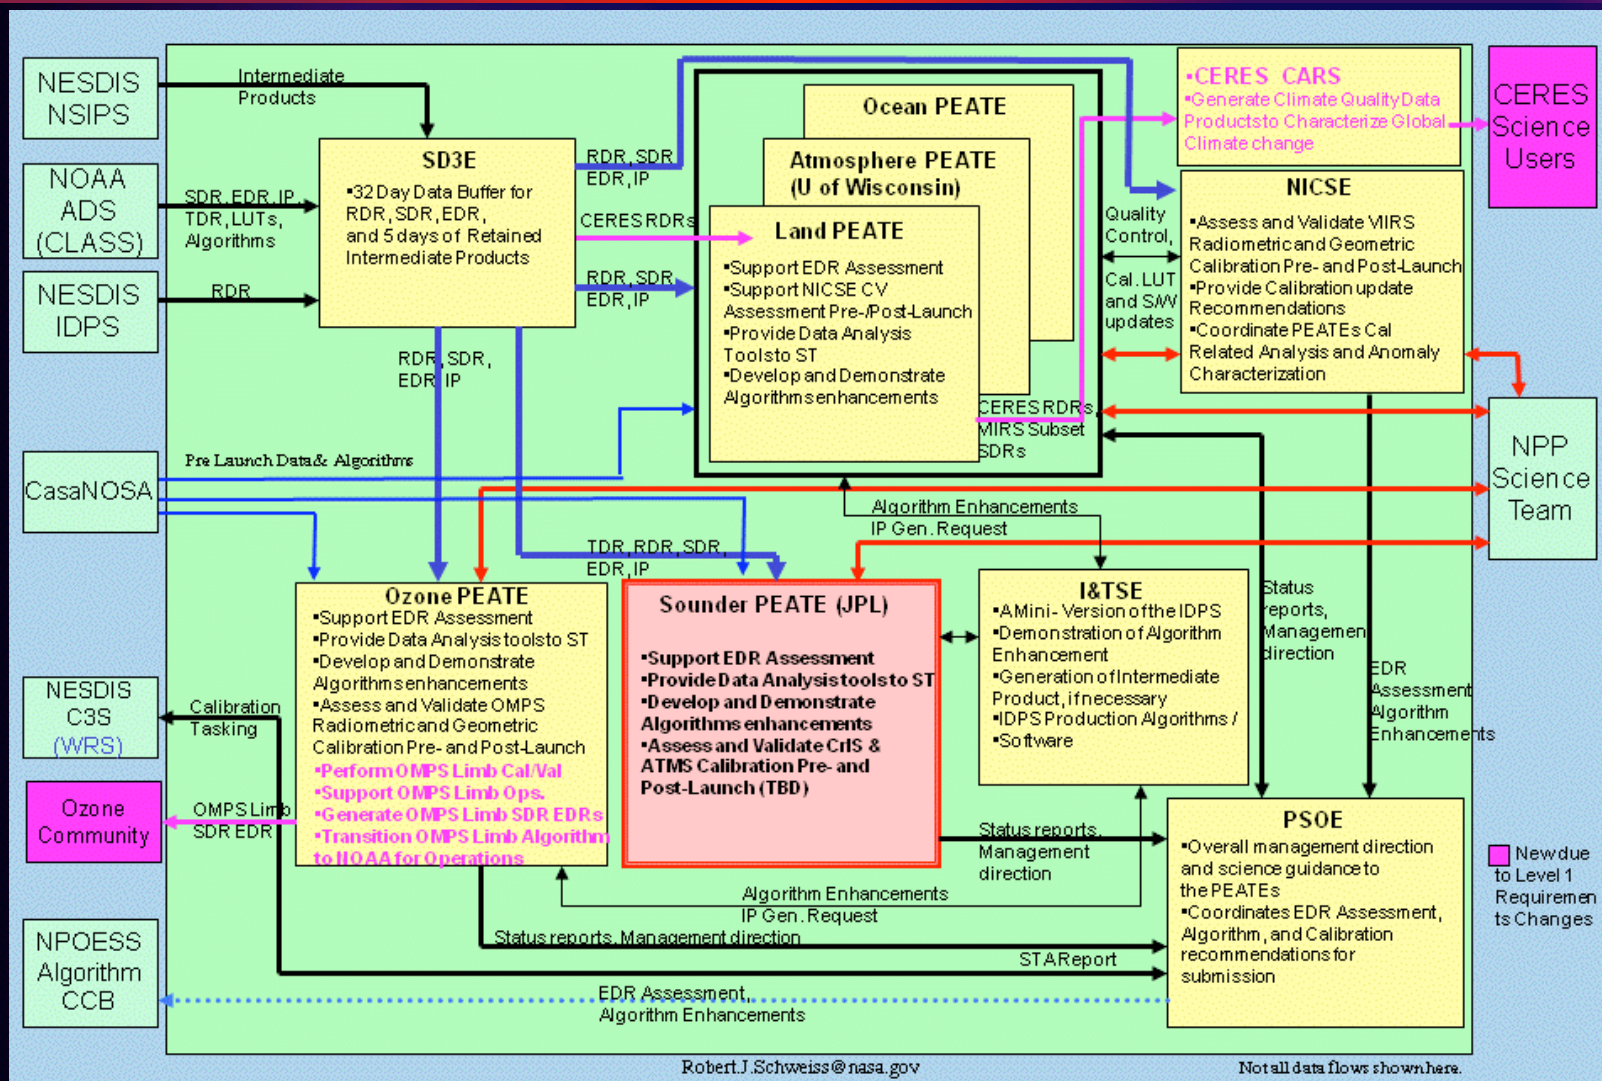 NESDIS
NSIPS
Intermediate
Products
NOAA
ADS
(CLASS)
SDR, EDR, IP,
TDR, LUTs,
Algorithms
NESDIS
IDPS
RDR
SD3E
▪32 Day Data Buffer for
RDR, SDR, EDR,
and 5 days of Retained
Intermediate Products
RDR, SDR
EDR, IP
CERES RDRs
RDR, SDR
EDR, IP
RDR, SDR,
EDR, IP
Ocean PEATE
Atmosphere PEATE
(U of Wisconsin)
Land PEATE
▪Support EDR Assessment
▪Support NICSE CV
Assessment Pre-/Post-Launch
▪Provide Data Analysis
Tools to ST
▪Develop and Demonstrate
Algorithms enhancements
CERES RDRs,
MIRS Subset
SDRs
▪CERES CARS
▪Generate Climate Quality Data
Products to Characterize Global
Climate change
CERES
Science
Users
Quality
Control,
Cal. LUT
and S/W
updates
NICSE
▪Assess and Validate VIIRS
Radiometric and Geometric
Calibration Pre- and Post-Launch
▪Provide Calibration update
Recommendations
▪Coordinate PEATEs Cal
Related Analysis and Anomaly
Characterization
NPP
Science
Team
CasaNOSA
Pre Launch Data & Algorithms
Algorithm Enhancements
IP Gen. Request
TDR, RDR, SDR,
EDR, IP
Ozone PEATE
▪Support EDR Assessment
▪Provide Data Analysis tools to ST
▪Develop and Demonstrate
Algorithms enhancements
▪Assess and Validate OMPS
Radiometric and Geometric
Calibration Pre- and Post-Launch
▪Perform OMPS Limb Cal/Val
▪Support OMPS Limb Ops.
▪Generate OMPS Limb SDR EDRs
▪Transition OMPS Limb Algorithm
to NOAA for Operations
Sounder PEATE (JPL)
▪Support EDR Assessment
▪Provide Data Analysis tools to ST
▪Develop and Demonstrate
Algorithms enhancements
▪Assess and Validate CrIS &
ATMS Calibration Pre- and
Post-Launch (TBD)
I&TSE
▪A Mini- Version of the IDPS
▪Demonstration of Algorithm
Enhancement
▪Generation of Intermediate
Product, if necessary
▪IDPS Production Algorithms /
▪Software
Status
reports,
Managemen
direction
EDR
Assessment
Algorithm
Enhancements
NESDIS
C3S
(WRS)
Calibration
Tasking
Ozone
Community
OMPS Limb
SDR EDR
Status reports,
Management
direction
Algorithm Enhancements
IP Gen. Request
Status reports, Management direction
STA Report
PSOE
▪Overall management direction
and science guidance to
the PEATEs
▪Coordinates EDR Assessment,
Algorithm, and Calibration
recommendations for
submission
New due
to Level 1
Requiremen
ts Changes
NPOESS
Algorithm
CCB
EDR Assessment,
Algorithm Enhancements
Robert.J.Schweiss@nasa.gov
Not all data flows shown here.